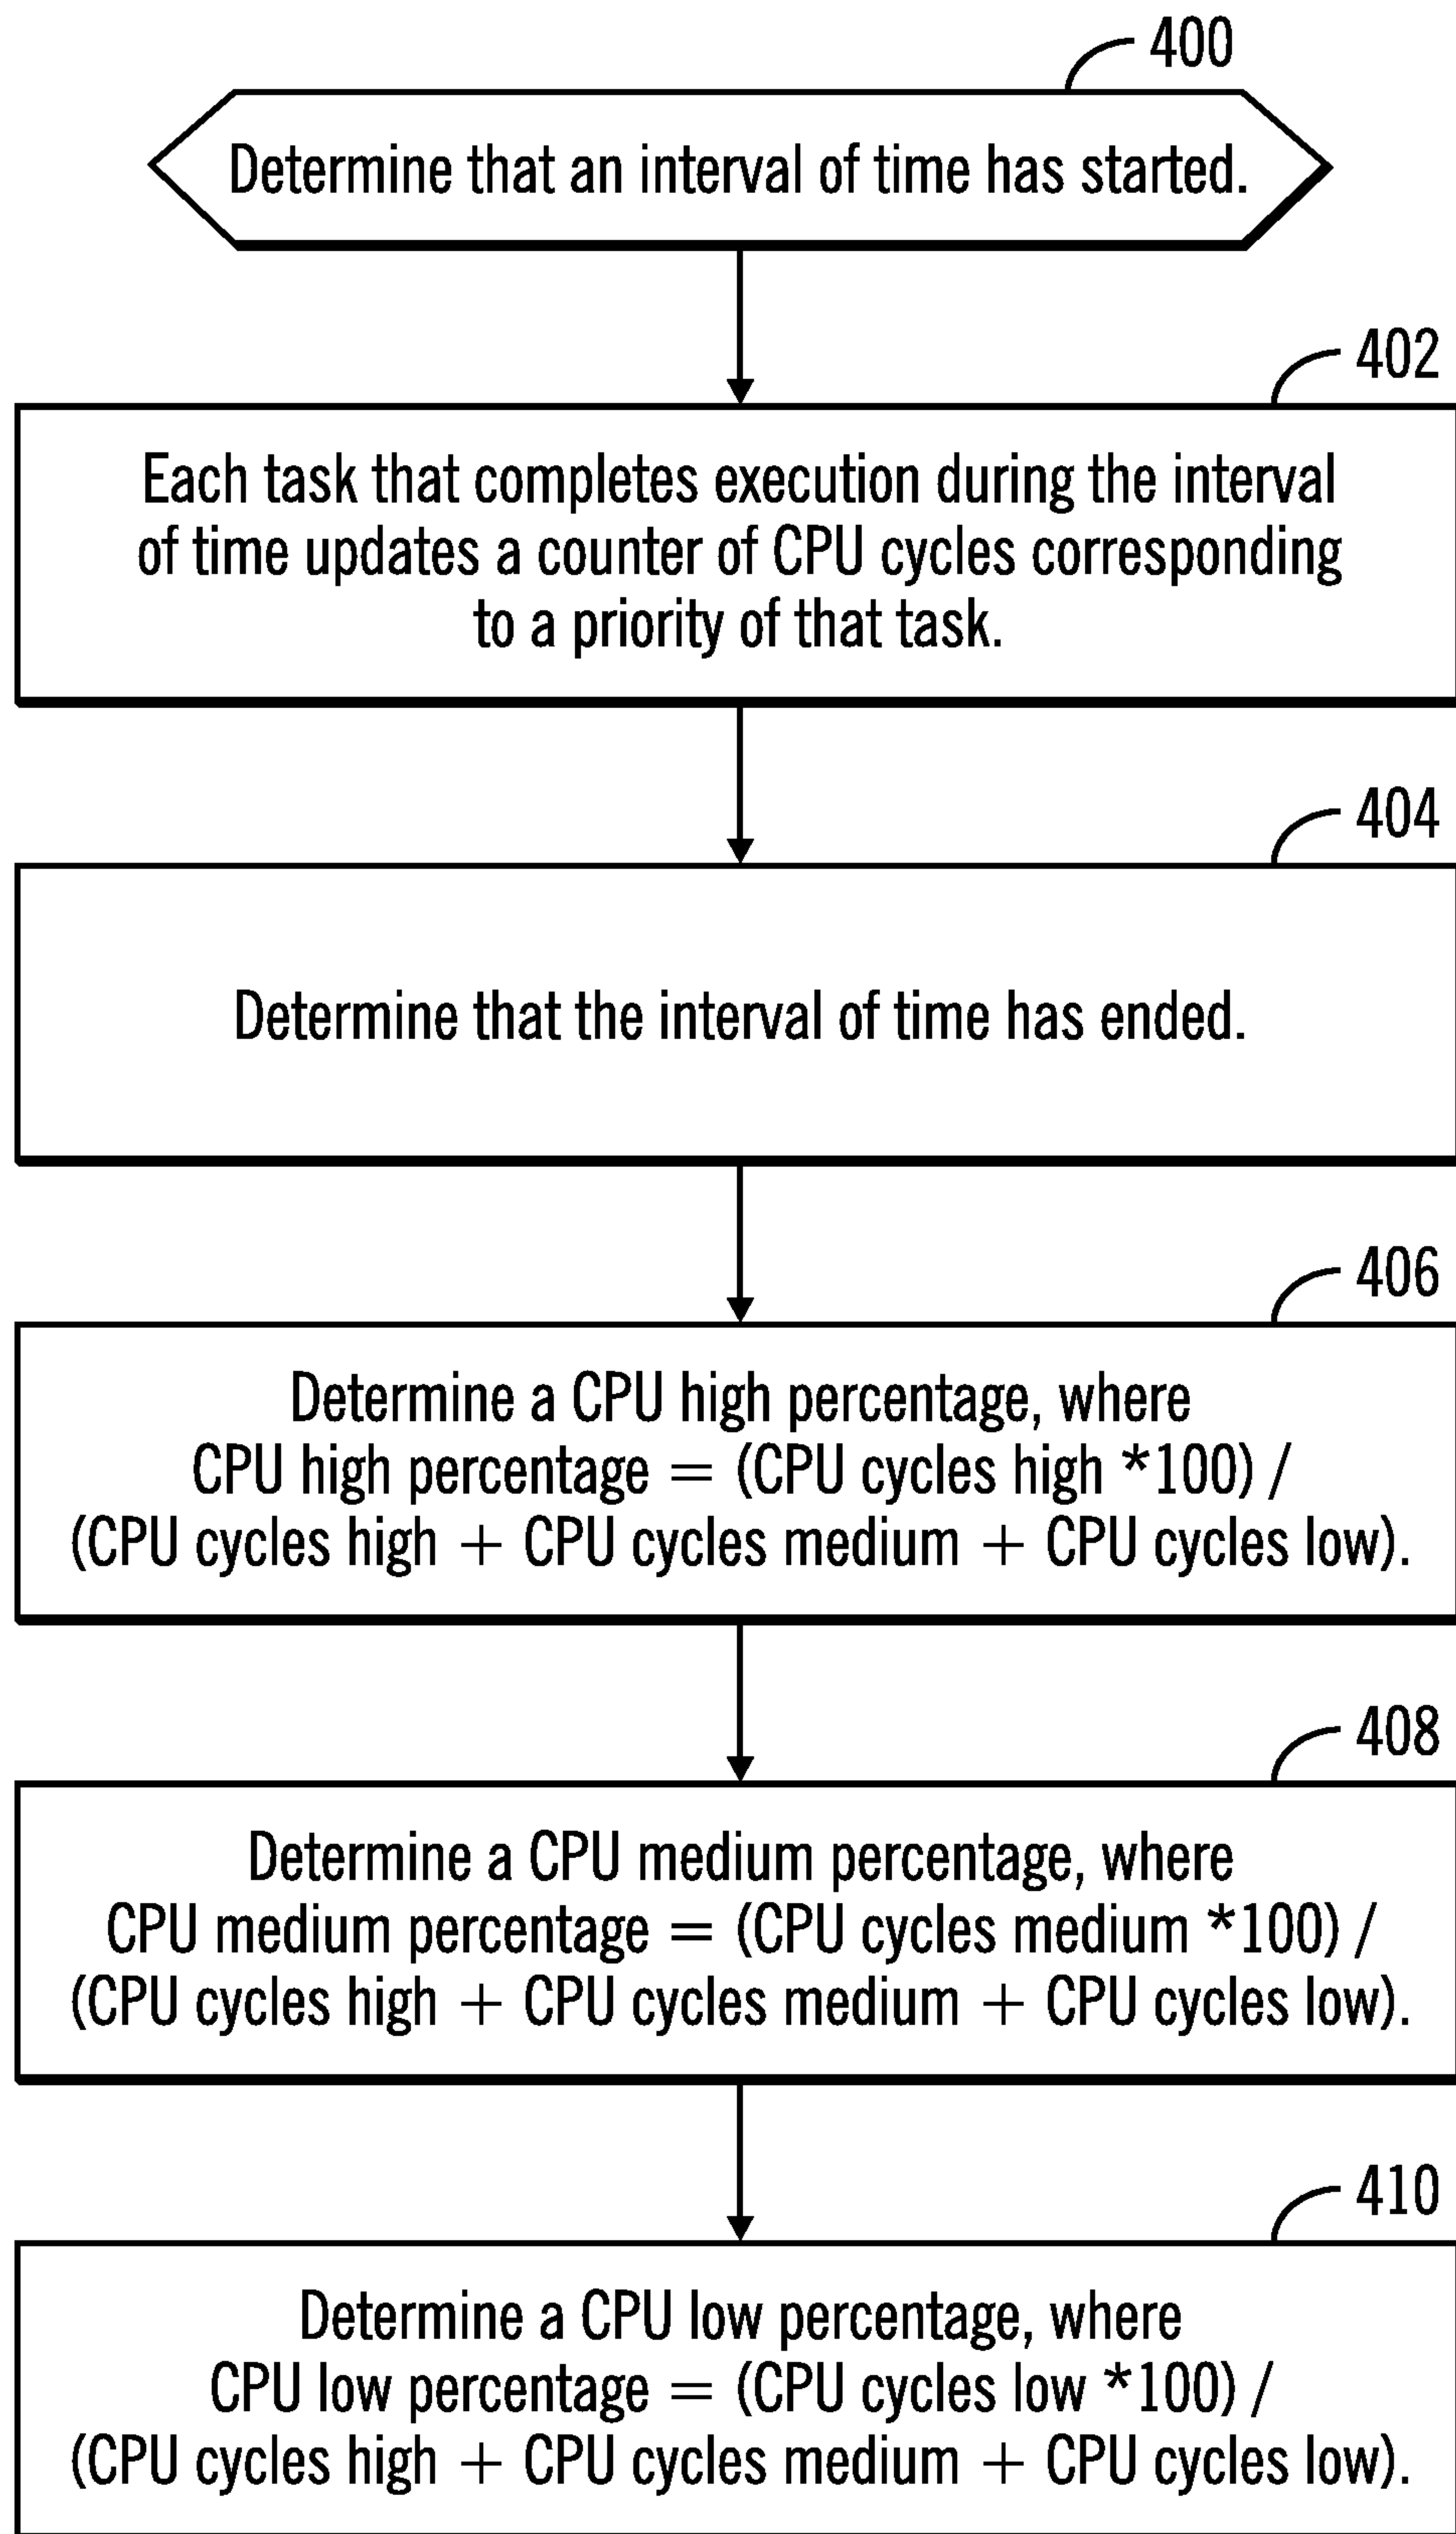 400
Determine that an interval of time has started.
402
Each task that completes execution during the interval
of time updates a counter of CPU cycles corresponding
to a priority of that task.
404
Determine that the interval of time has ended.
406
Determine a CPU high percentage, where
CPU high percentage = (CPU cycles high *100) /
(CPU cycles high + CPU cycles medium + CPU cycles low).
408
Determine a CPU medium percentage, where
CPU medium percentage = (CPU cycles medium *100) /
(CPU cycles high + CPU cycles medium + CPU cycles low).
410
Determine a CPU low percentage, where
CPU low percentage = (CPU cycles low *100) /
(CPU cycles high + CPU cycles medium + CPU cycles low).